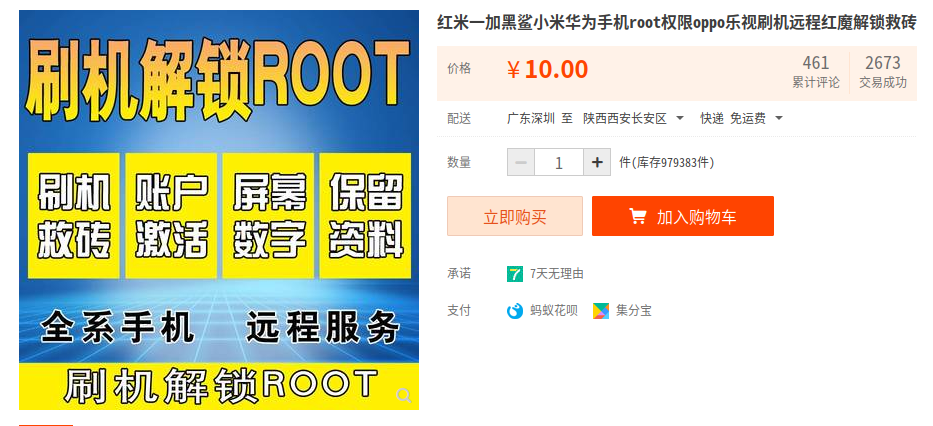 刷机解锁ROOT
刷机 账户 屏幕 保留
救砖 激活 数字 资料
全系手机 远程服务
刷机解锁ROOT
红米一加黑鲨小米华为手机root权限oppo乐视刷机远程红魔解锁救砖
价格 ¥10.00 461 2673
累计评论 交易成功
配送 广东深圳 至 陕西西安长安区 快递 免运费
数量 − 1 + 件(库存979383件)
立即购买 加入购物车
承诺 7 7天无理由
支付 蚂蚁花呗 集分宝